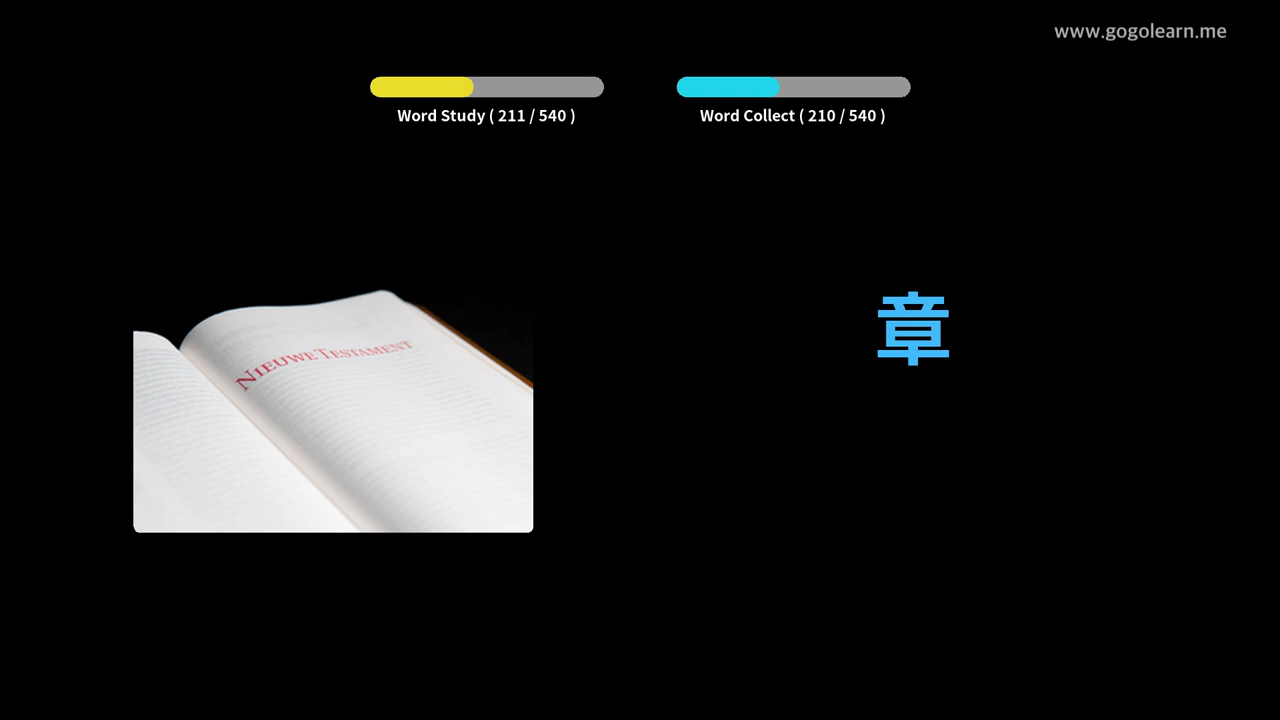 www.gogolearn.me
Word Study ( 211 / 540 )
Word Collect ( 210 / 540 )
NIEUWE TESTAMENT
章